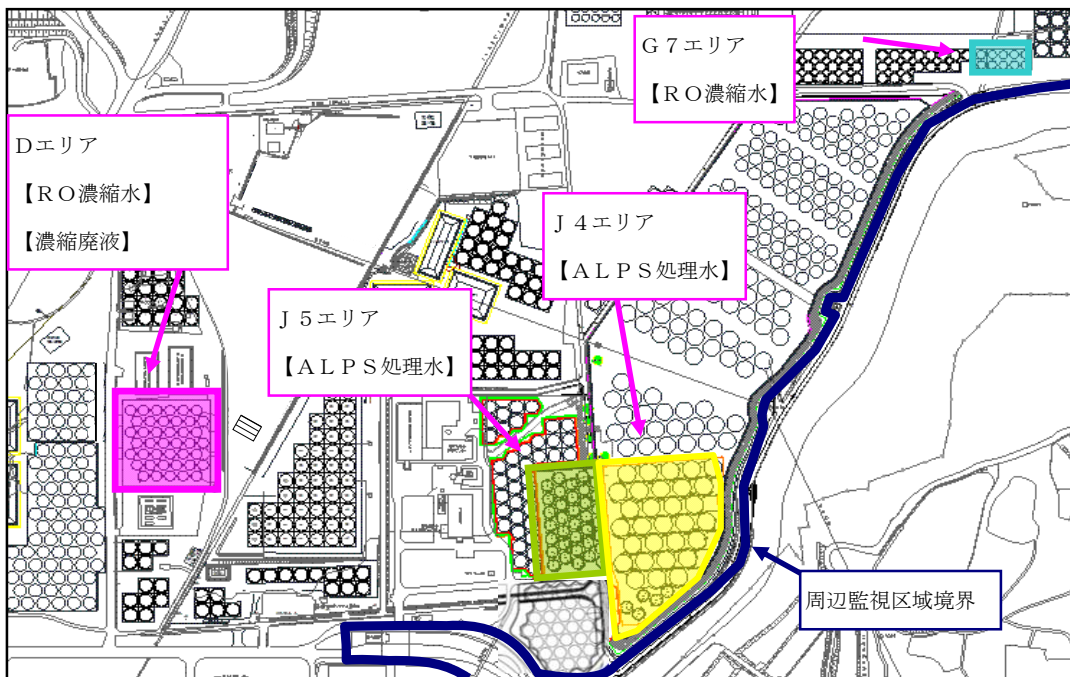 G7エリア
【RO濃縮水】
Dエリア
【RO濃縮水】
【濃縮廃液】
J4エリア
【ALPS処理水】
J5エリア
【ALPS処理水】
周辺監視区域境界